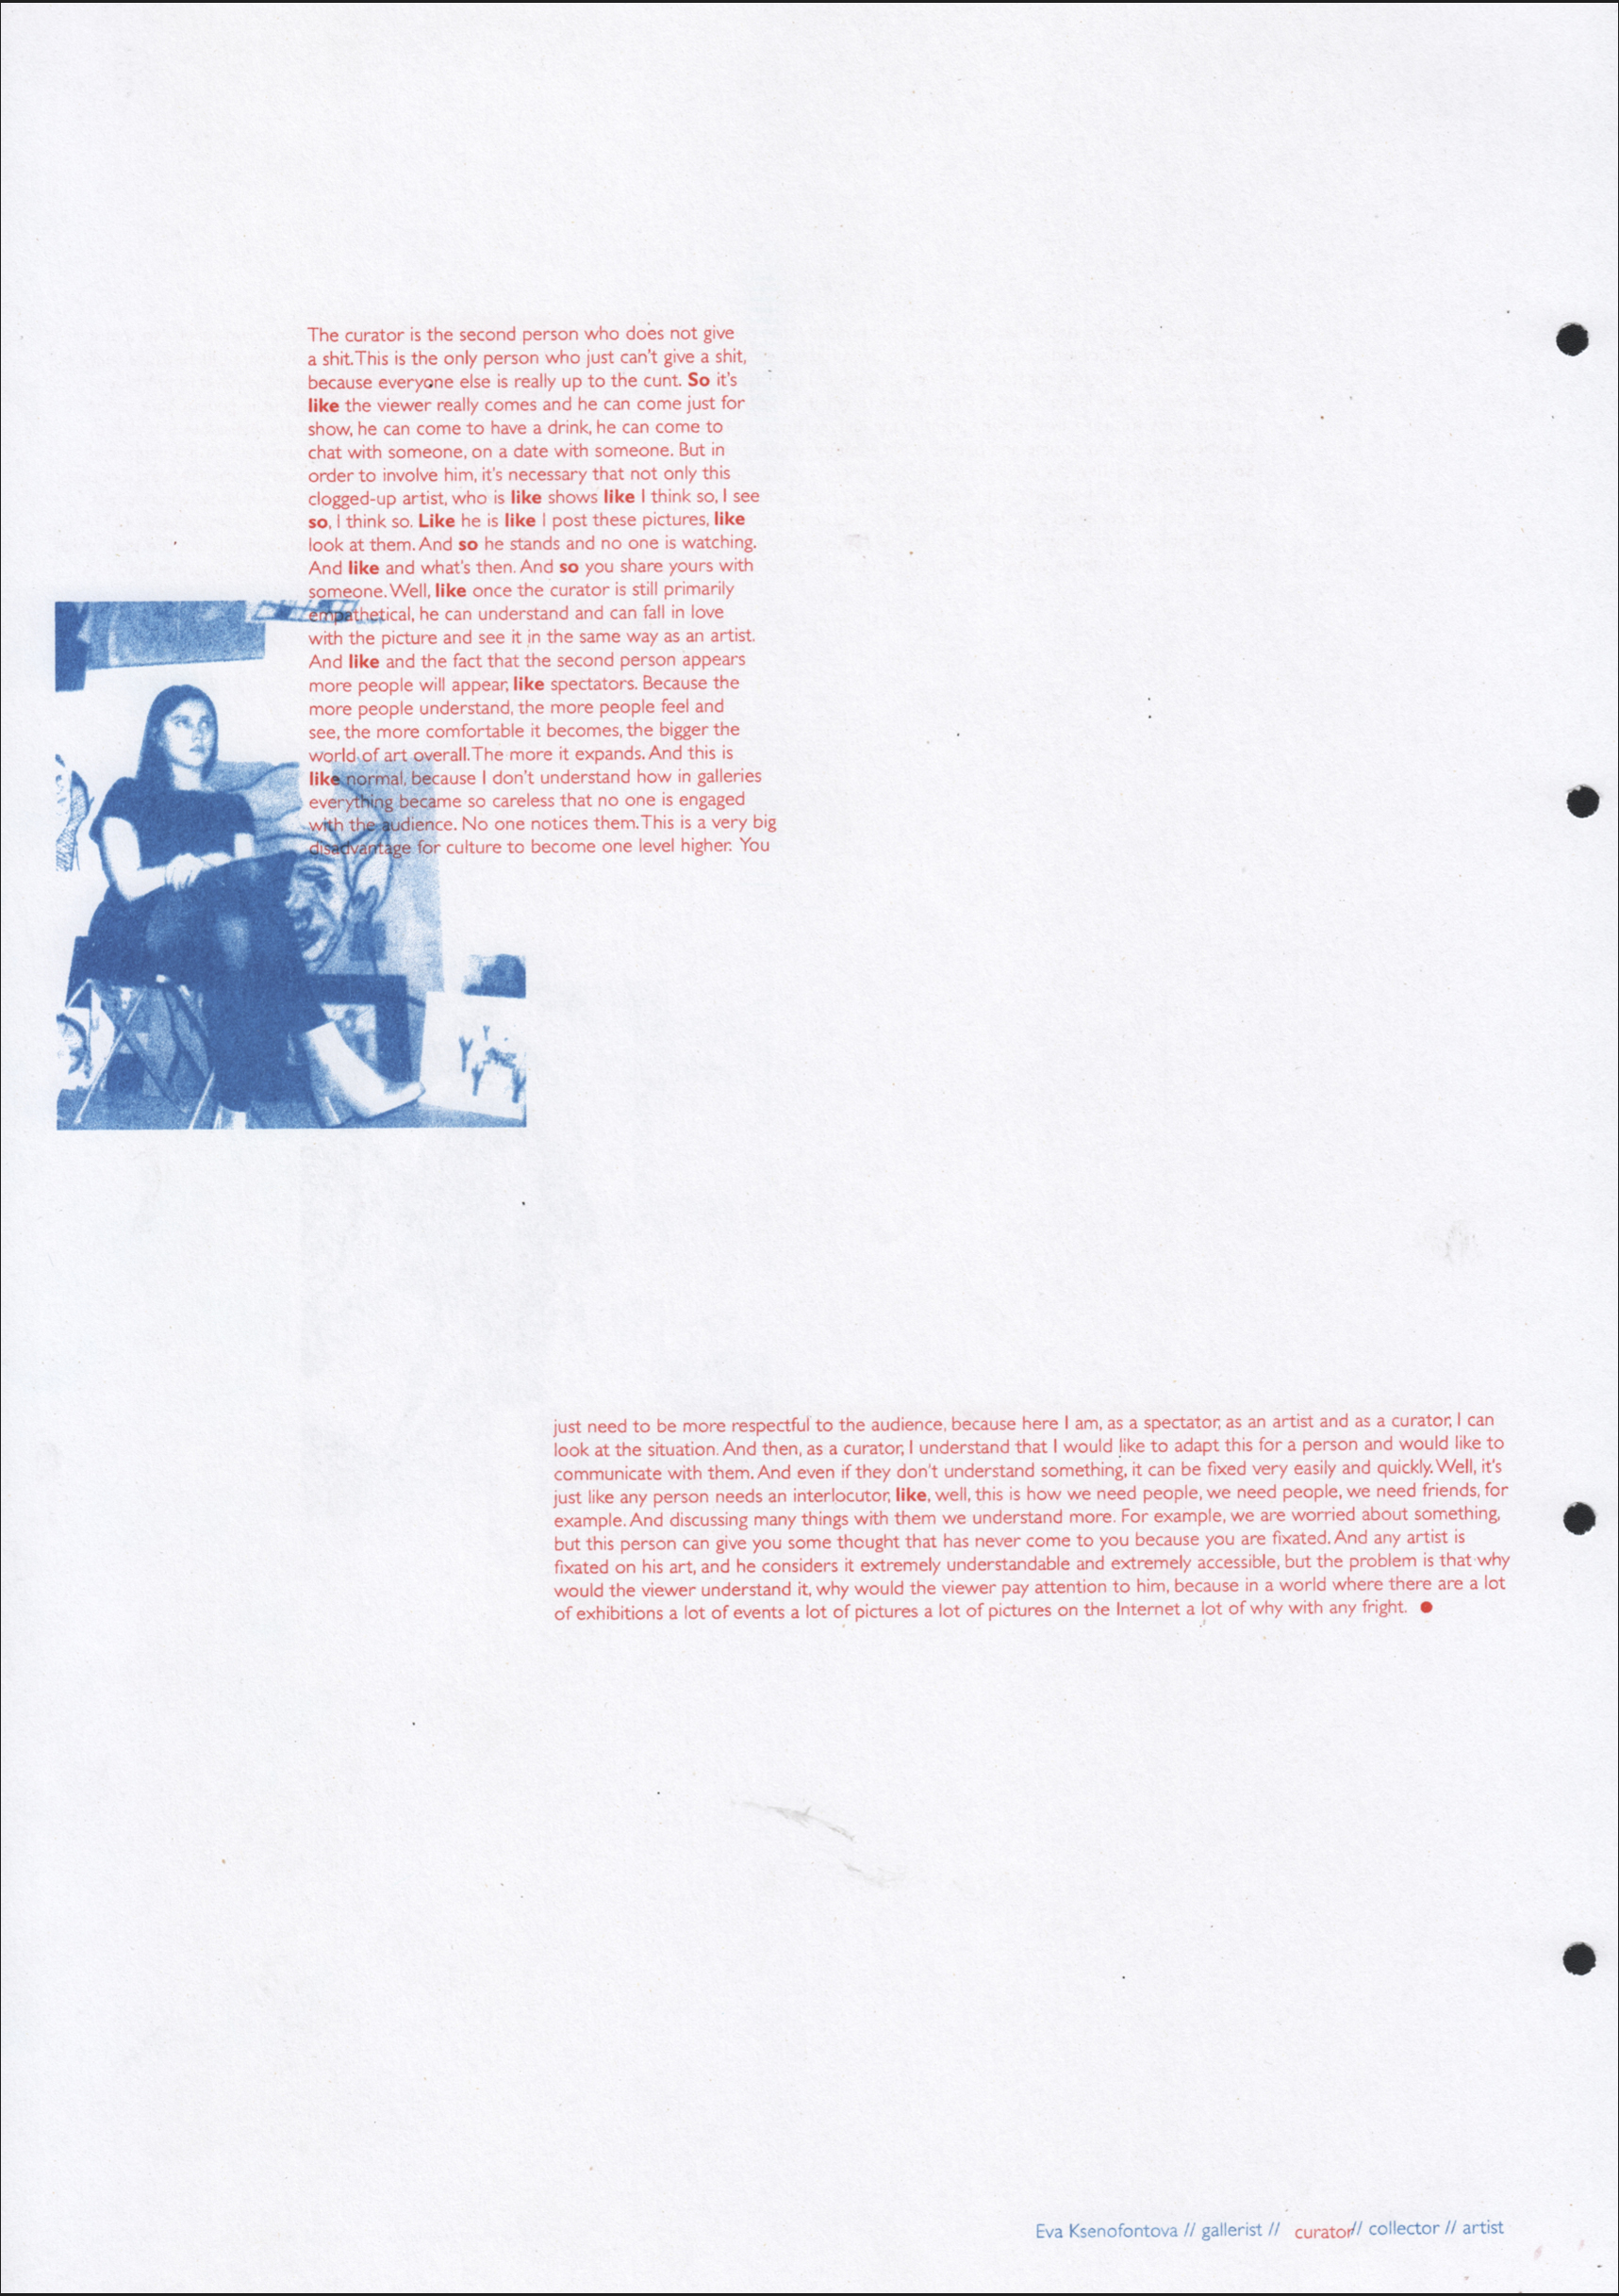 The curator is the second person who does not give
a shit. This is the only person who just can't give a shit,
because everyone else is really up to the cunt. So it's
like the viewer really comes and he can come just for
show, he can come to have a drink, he can come to
chat with someone, on a date with someone. But in
order to involve him, it's necessary that not only this
clogged-up artist, who is like shows like I think so, I see
so, I think so. Like he is like I post these pictures, like
look at them. And so he stands and no one is watching.
And like and what's then. And so you share yours with
someone. Well, like once the curator is still primarily
empathetical, he can understand and can fall in love
with the picture and see it in the same way as an artist.
And like and the fact that the second person appears
more people will appear, like spectators. Because the
more people understand, the more people feel and
see, the more comfortable it becomes, the bigger the
world of art overall. The more it expands. And this is
like normal, because I don't understand how in galleries
everything became so careless that no one is engaged
with the audience. No one notices them. This is a very big
disadvantage for culture to become one level higher. You
just need to be more respectful to the audience, because here I am, as a spectator, as an artist and as a curator, I can
look at the situation. And then, as a curator, I understand that I would like to adapt this for a person and would like to
communicate with them. And even if they don't understand something, it can be fixed very easily and quickly. Well, it's
just like any person needs an interlocutor, like, well, this is how we need people, we need people, we need friends, for
example. And discussing many things with them we understand more. For example, we are worried about something,
but this person can give you some thought that has never come to you because you are fixated. And any artist is
fixated on his art, and he considers it extremely understandable and extremely accessible, but the problem is that why
would the viewer understand it, why would the viewer pay attention to him, because in a world where there are a lot
of exhibitions a lot of events a lot of pictures a lot of pictures on the Internet a lot of why with any fright. ●
Eva Ksenofontova // gallerist // curator// collector // artist